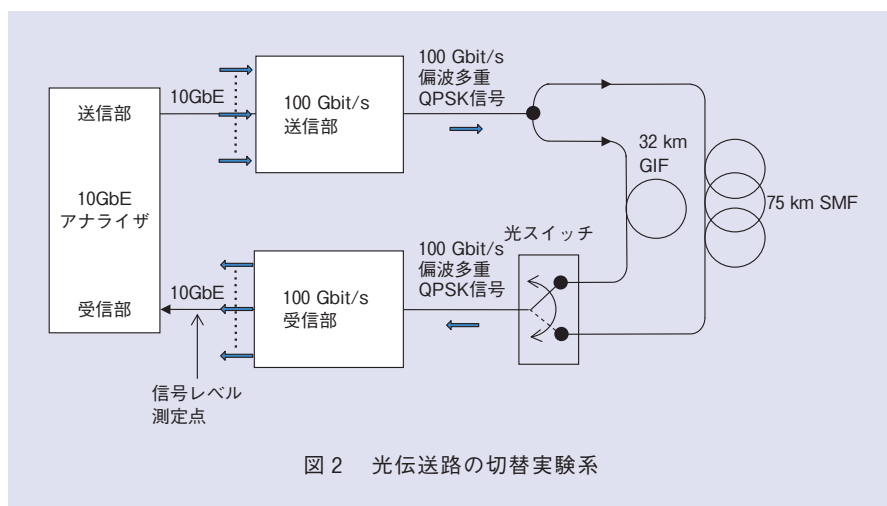 送信部
10GbE
アナライザ
受信部
10GbE
100 Gbit/s
送信部
100 Gbit/s
偏波多重
QPSK信号
32 km
GIF
75 km SMF
光スイッチ
100 Gbit/s
偏波多重
QPSK信号
100 Gbit/s
受信部
10GbE
信号レベル
測定点
図2 光伝送路の切替実験系